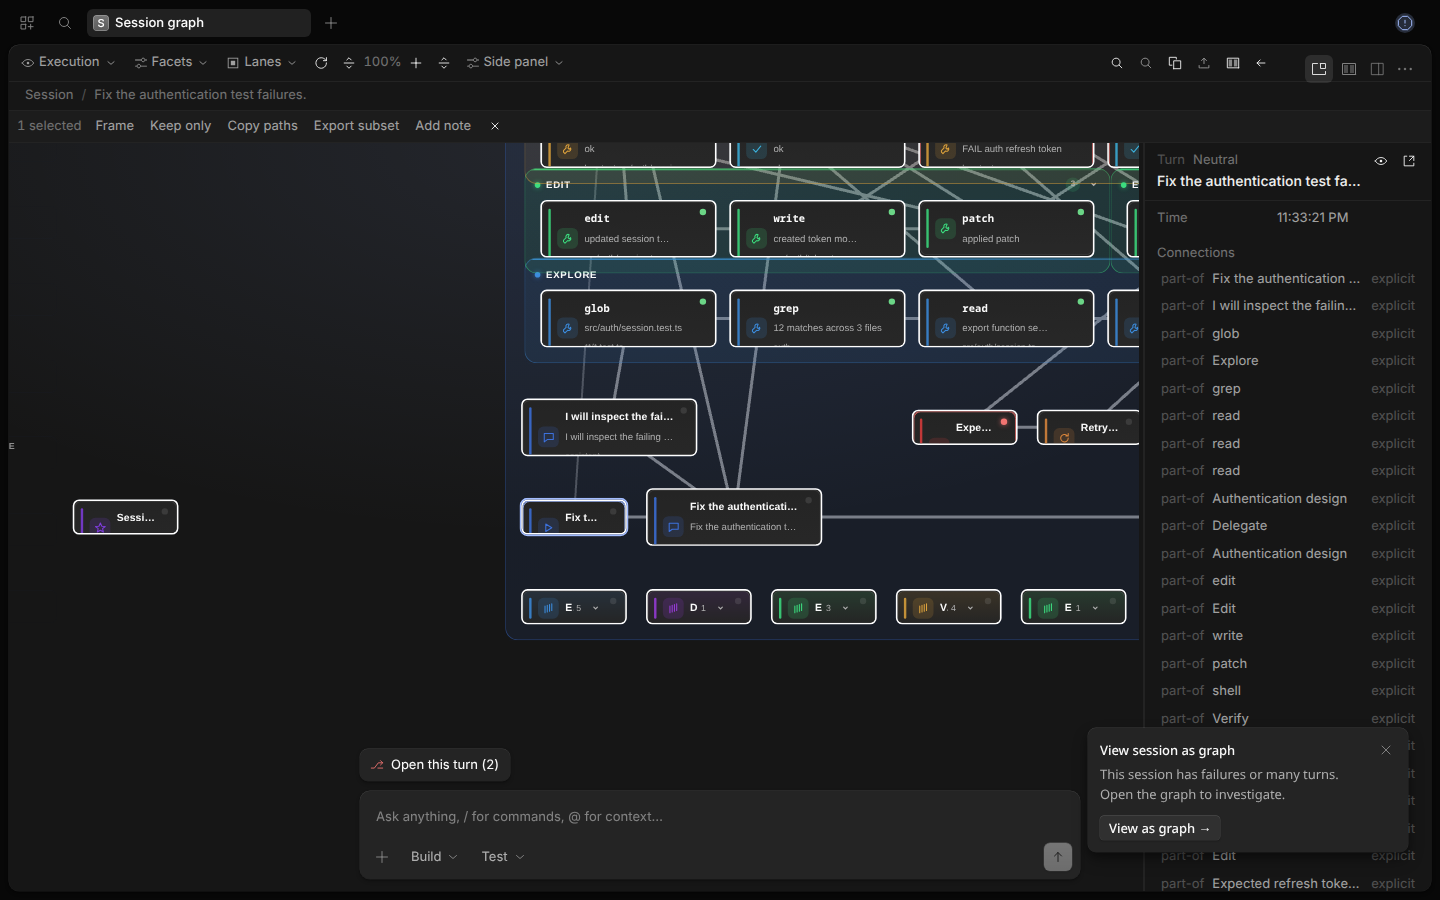 S Session graph
Execution Facets Lanes 100% Side panel
Session / Fix the authentication test failures.
1 selected Frame Keep only Copy paths Export subset Add note
ok
ok
FAIL auth refresh token
EDIT
edit
updated session t...
write
created token mo...
patch
applied patch
EXPLORE
glob
src/auth/session.test.ts
grep
12 matches across 3 files
read
export function se...
I will inspect the fai...
I will inspect the failing ...
Expe...
Retry...
E
Sessi...
Fix t...
Fix the authenticati...
Fix the authentication t...
E 5
D 1
E 3
V. 4
E 1
Open this turn (2)
Ask anything, / for commands, @ for context...
Build Test
Turn Neutral
Fix the authentication test fa...
Time 11:33:21 PM
Connections
part-of Fix the authentication ... explicit
part-of I will inspect the failin... explicit
part-of glob explicit
part-of Explore explicit
part-of grep explicit
part-of read explicit
part-of read explicit
part-of read explicit
part-of Authentication design explicit
part-of Delegate explicit
part-of Authentication design explicit
part-of edit explicit
part-of Edit explicit
part-of write explicit
part-of patch explicit
part-of shell explicit
part-of Verify explicit
View session as graph
This session has failures or many turns.
Open the graph to investigate.
View as graph →
part-of Edit explicit
part-of Expected refresh toke... explicit